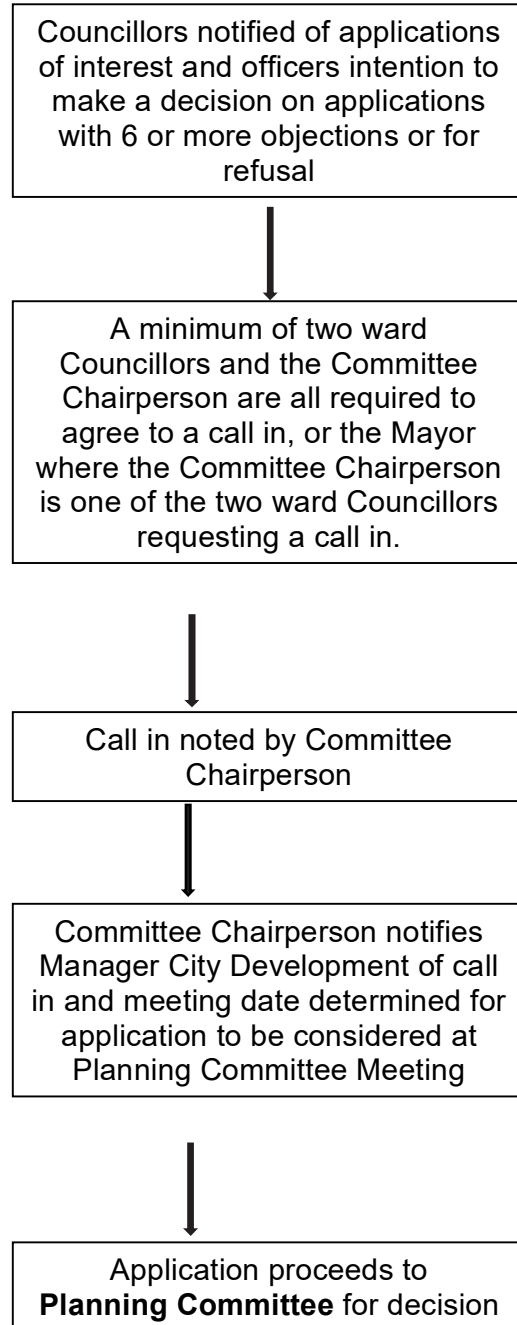 Councillors notified of applications
of interest and officers intention to
make a decision on applications
with 6 or more objections or for
refusal
A minimum of two ward
Councillors and the Committee
Chairperson are all required to
agree to a call in, or the Mayor
where the Committee Chairperson
is one of the two ward Councillors
requesting a call in.
Call in noted by Committee
Chairperson
Committee Chairperson notifies
Manager City Development of call
in and meeting date determined for
application to be considered at
Planning Committee Meeting
Application proceeds to
Planning Committee for decision